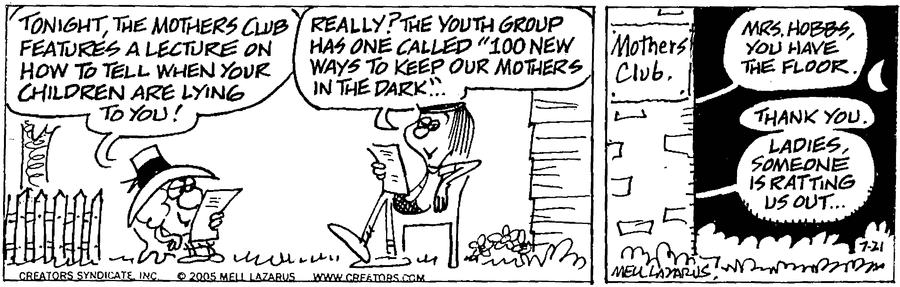 TONIGHT, THE MOTHERS CLUB
FEATURES A LECTURE ON
HOW TO TELL WHEN YOUR
CHILDREN ARE LYING
TO YOU!
REALLY? THE YOUTH GROUP
HAS ONE CALLED "100 NEW
WAYS TO KEEP OUR MOTHERS
IN THE DARK"...
CREATORS SYNDICATE, INC. © 2005 MELL LAZARUS WWW.CREATORS.COM
Mothers
Club.
MRS. HOBBS,
YOU HAVE
THE FLOOR.
THANK YOU.
LADIES,
SOMEONE
IS RATTING
US OUT...
7-21
MELL LAZARUS